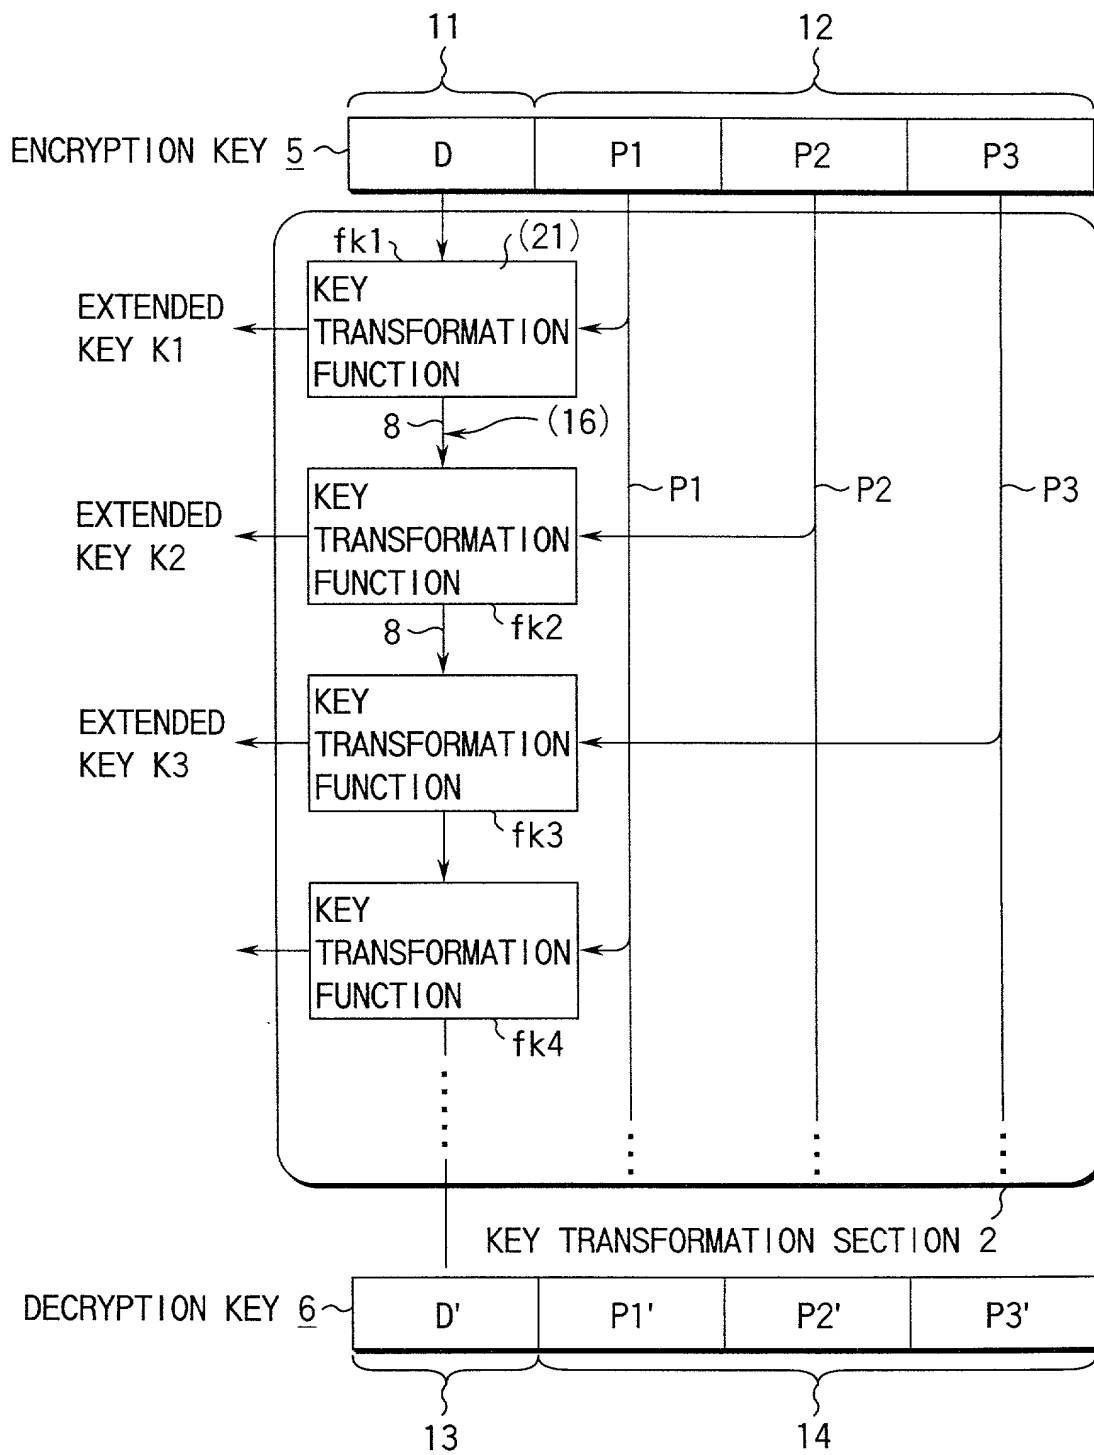 11 12
ENCRYPTION KEY 5 D P1 P2 P3
fk1 (21)
EXTENDED
KEY K1
KEY
TRANSFORMATION
FUNCTION
8 (16)
P1 P2 P3
EXTENDED
KEY K2
KEY
TRANSFORMATION
FUNCTION
fk2
8
EXTENDED
KEY K3
KEY
TRANSFORMATION
FUNCTION
fk3
KEY
TRANSFORMATION
FUNCTION
fk4
KEY TRANSFORMATION SECTION 2
DECRYPTION KEY 6 D' P1' P2' P3'
13 14